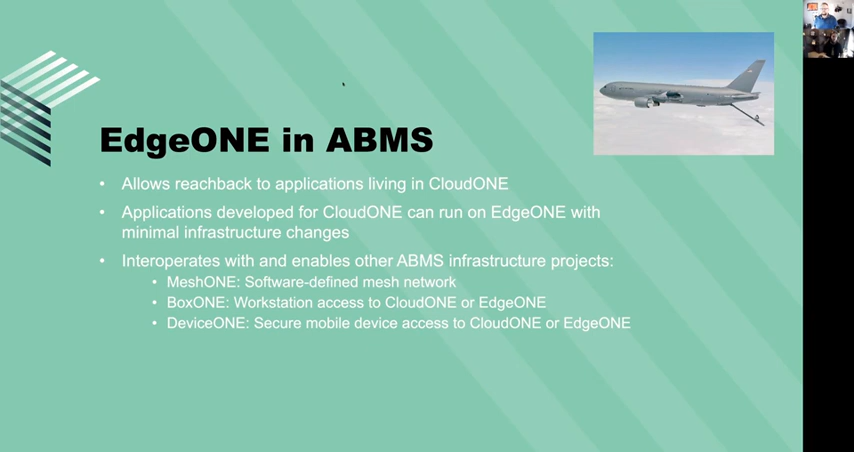 EdgeONE in ABMS
• Allows reachback to applications living in CloudONE
• Applications developed for CloudONE can run on EdgeONE with
minimal infrastructure changes
• Interoperates with and enables other ABMS infrastructure projects:
• MeshONE: Software-defined mesh network
• BoxONE: Workstation access to CloudONE or EdgeONE
• DeviceONE: Secure mobile device access to CloudONE or EdgeONE